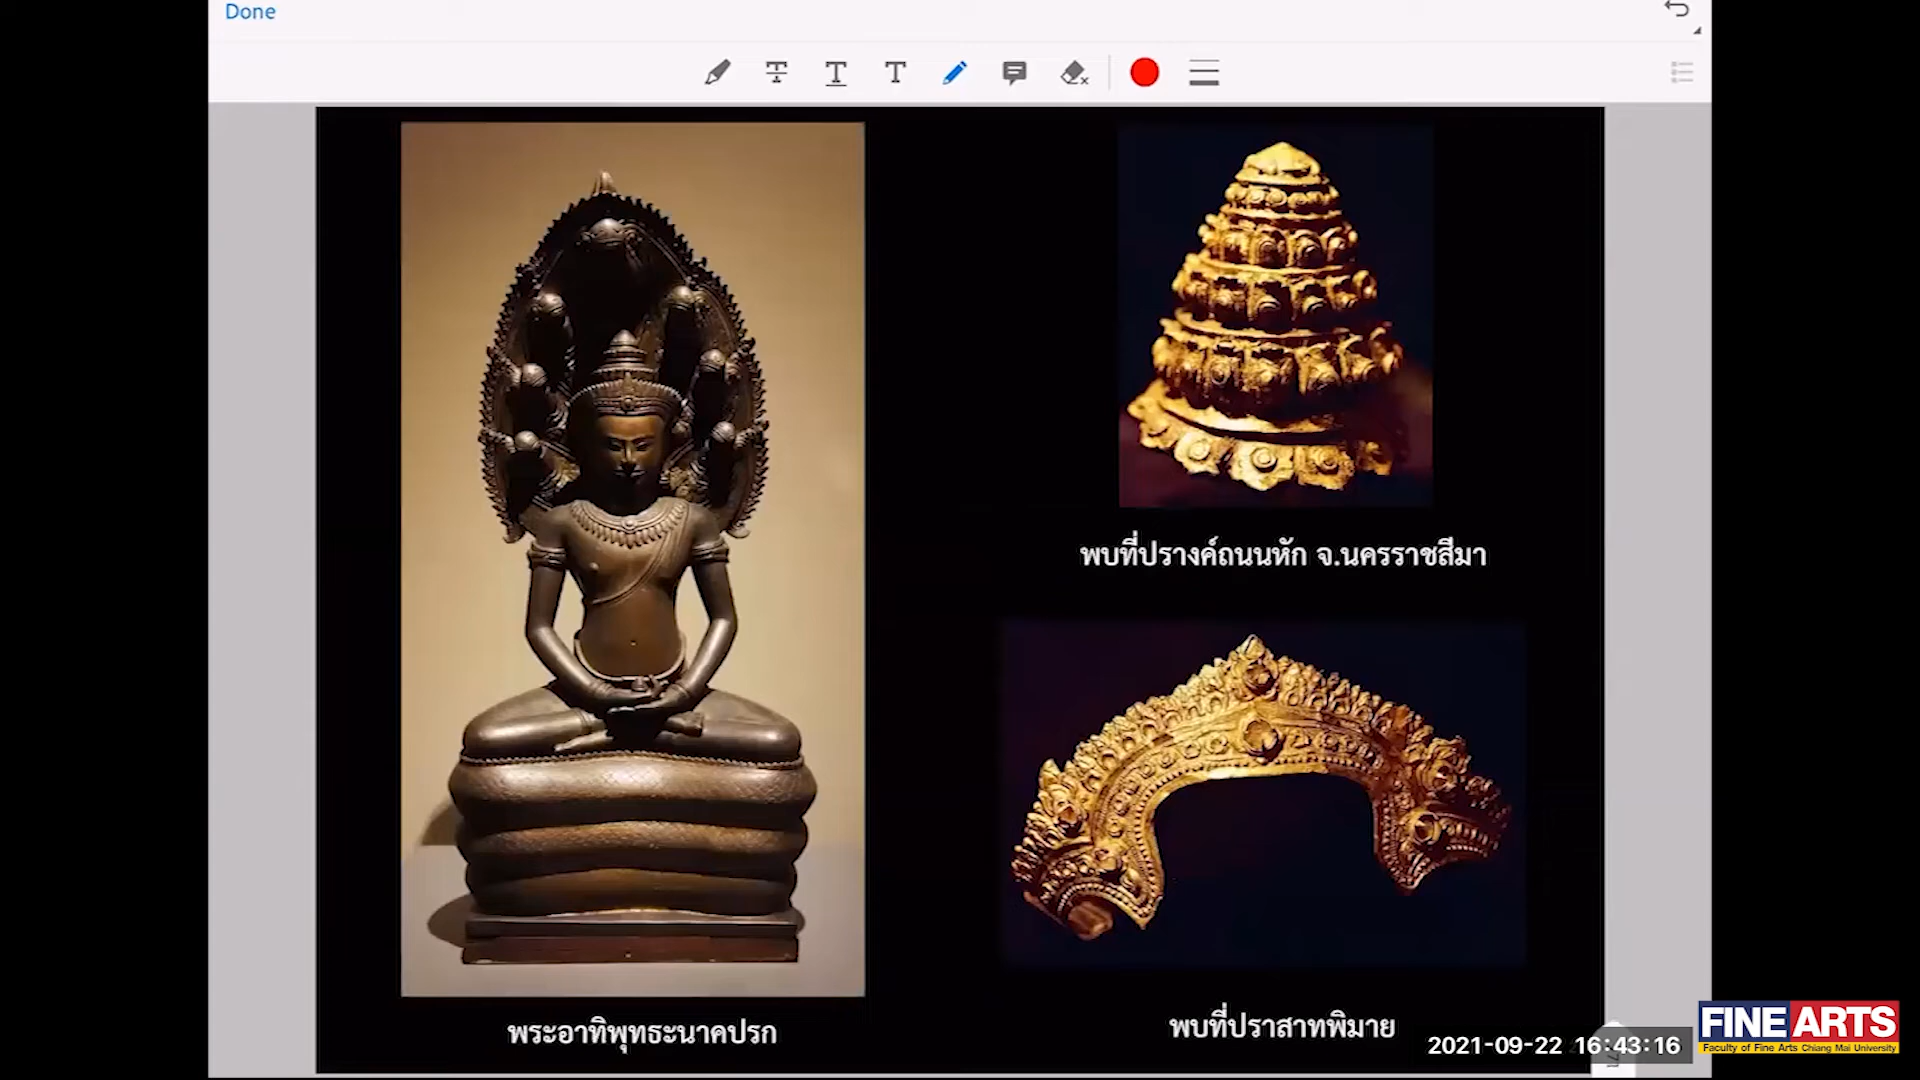 Done
พบที่ปรางค์ถนนหัก จ.นครราชสีมา
พระอาทิพุทธะนาคปรก
พบที่ปราสาทพิมาย
2021-09-22 16:43:16
FINE ARTS
Faculty of Fine Arts Chiang Mai University